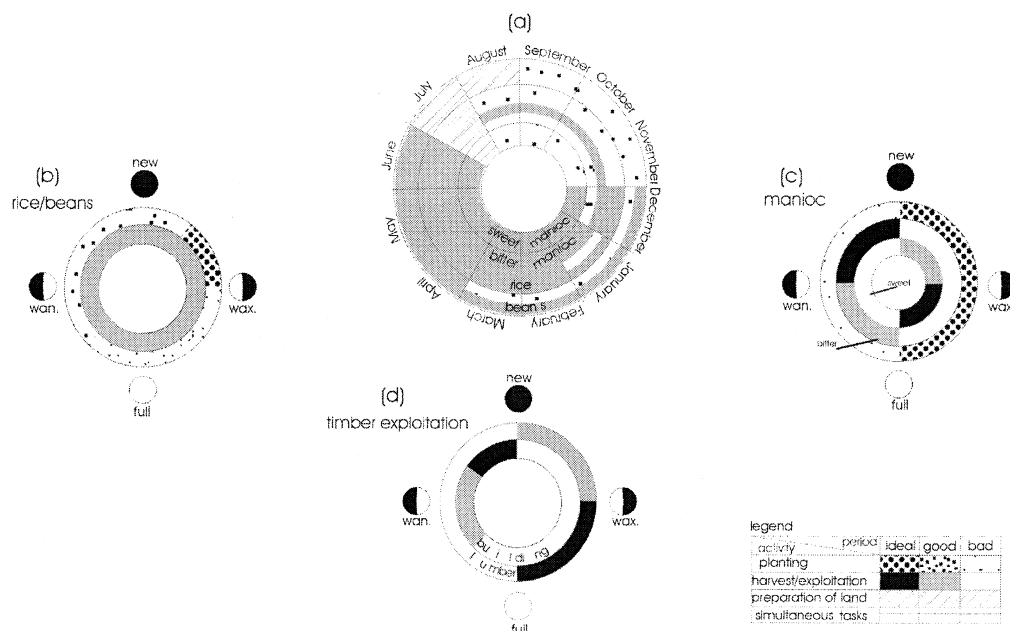 (a)
August
September
July
October
June
November
May
December
April
January
March
February
sweet manioc
bitter manioc
rice
beans
(b)
rice/beans
new
wan.
wax.
full
(c)
manioc
new
sweet
wan.
wax.
bitter
full
(d)
timber exploitation
new
wan.
wax.
building
lumber
full
legend
period
activity
ideal good bad
planting
harvest/exploitation
preparation of land
simultaneous tasks